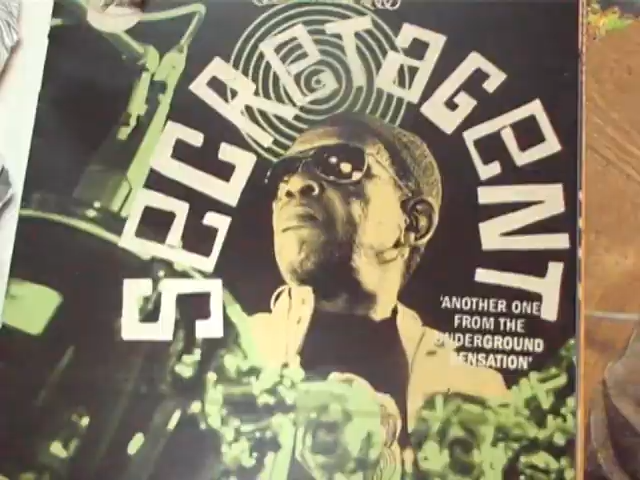 SeCReTaGeNT
'ANOTHER ONE
FROM THE
UNDERGROUND
SENSATION'